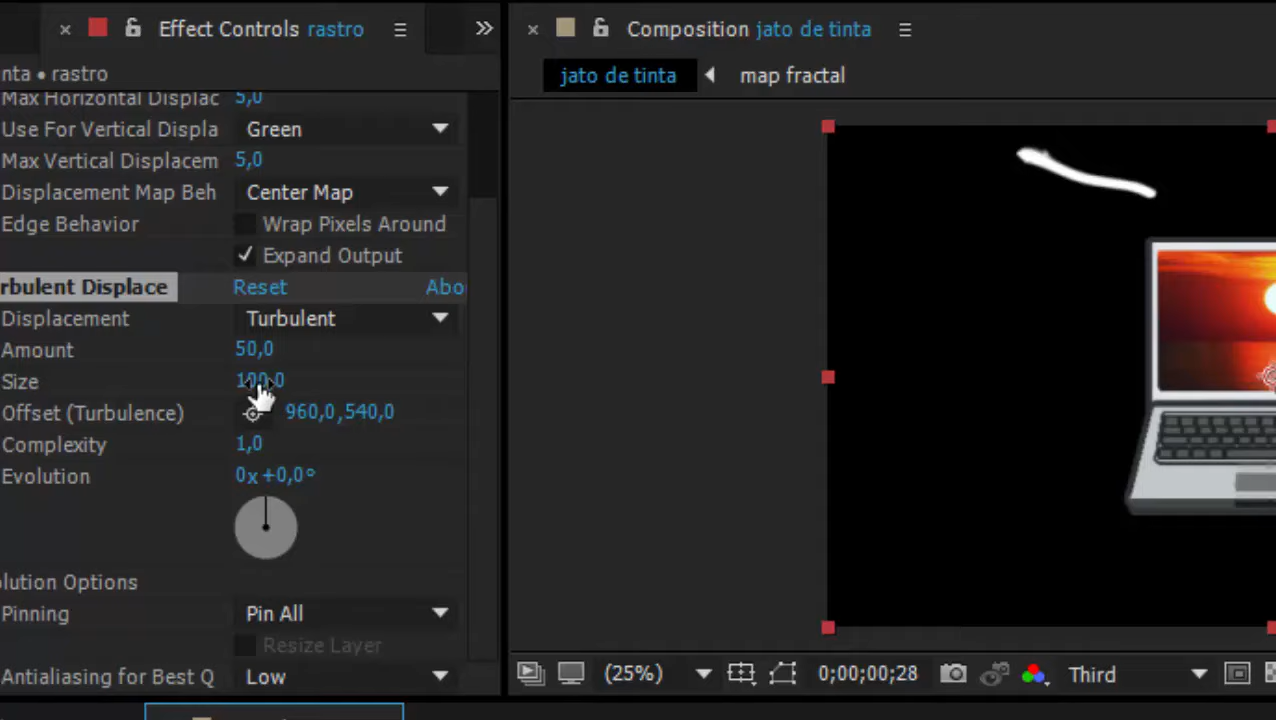 Effect Controls rastro
Composition jato de tinta
nta • rastro
jato de tinta map fractal
Max Horizontal Displac 5,0
Use For Vertical Displa Green
Max Vertical Displacem 5,0
Displacement Map Beh Center Map
Edge Behavior Wrap Pixels Around
Expand Output
rbulent Displace Reset Abo
Displacement Turbulent
Amount 50,0
Size 100,0
Offset (Turbulence) 960,0,540,0
Complexity 1,0
Evolution 0x +0,0°
lution Options
Pinning Pin All
Resize Layer
Antialiasing for Best Q Low
(25%) 0;00;00;28 Third